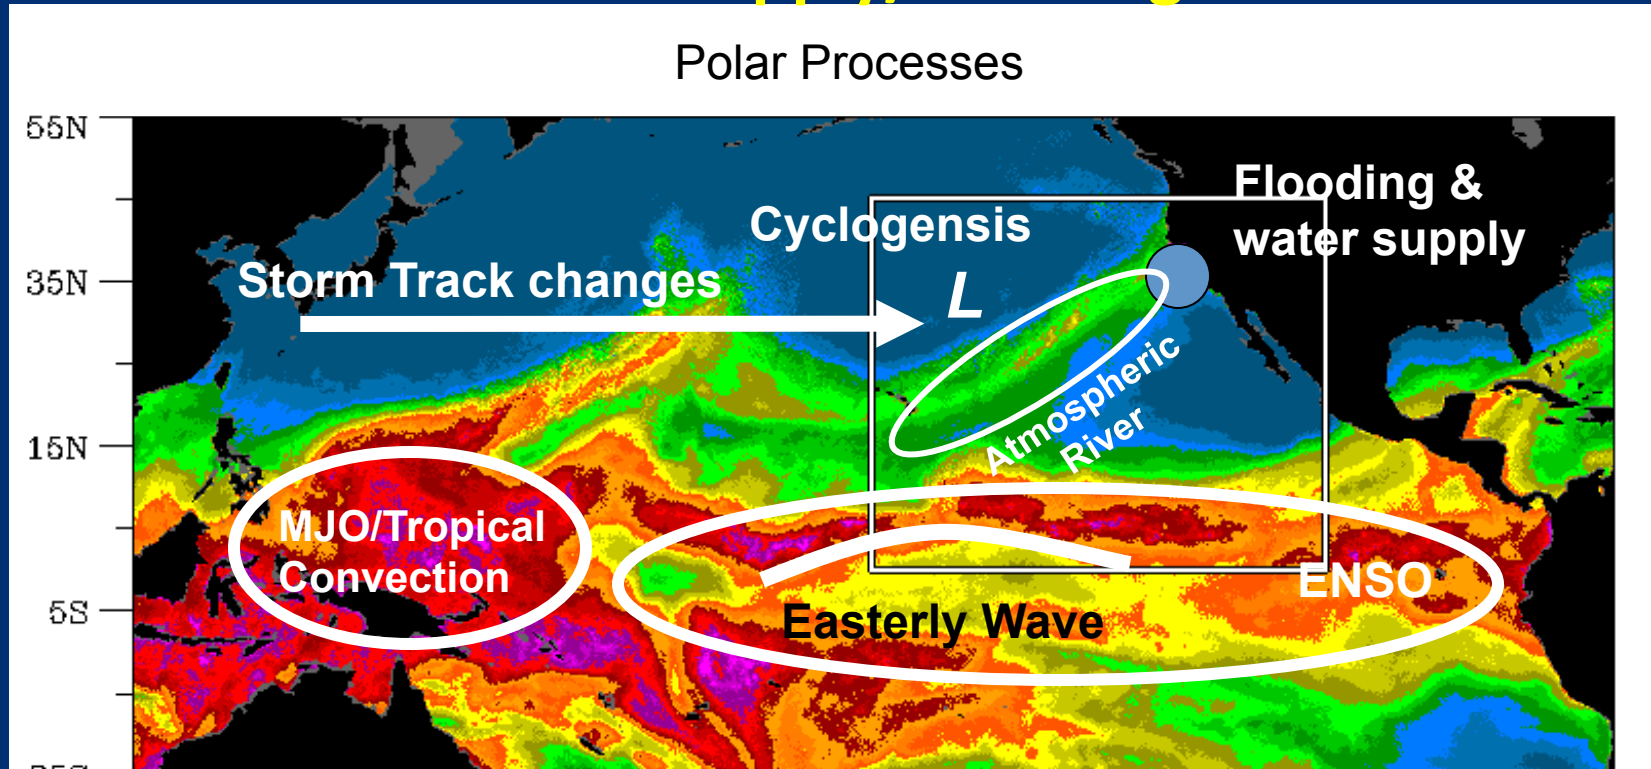 Polar Processes
55N
Flooding &
water supply
Cyclogensis
35N
Storm Track changes
L
Atmospheric
River
15N
MJO/Tropical
Convection
ENSO
5S
Easterly Wave